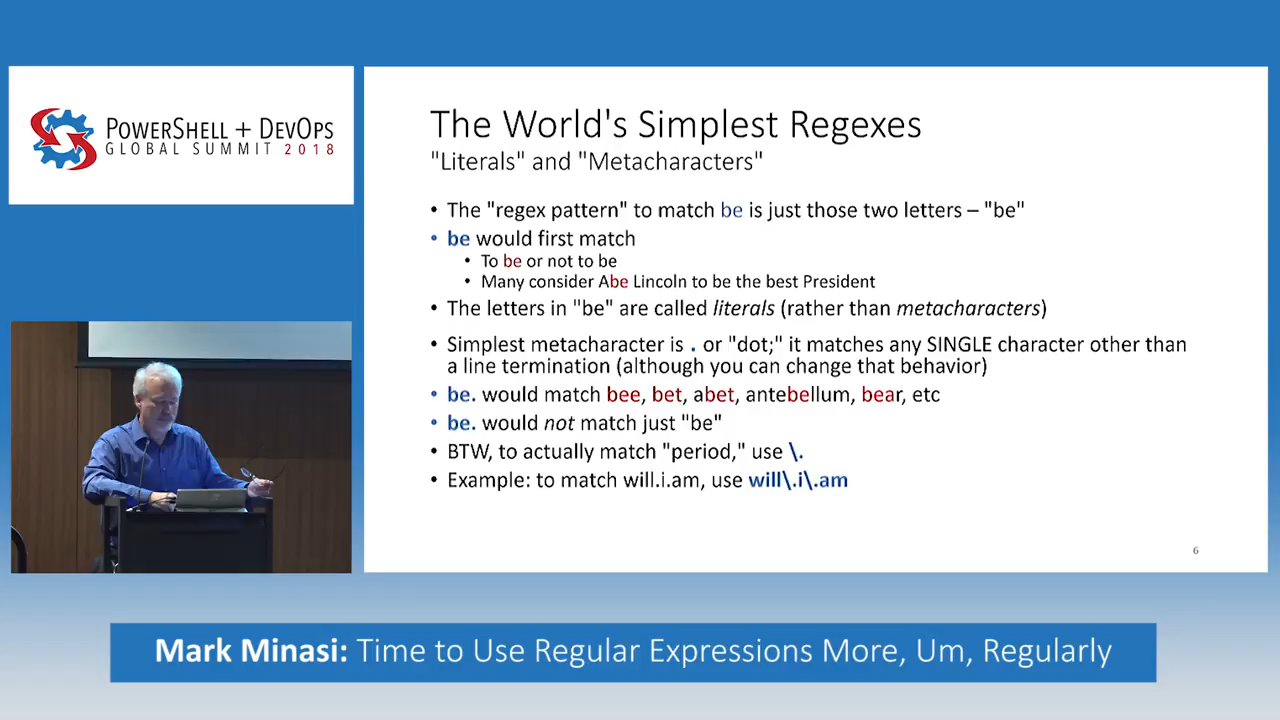 POWERSHELL + DEVOPS
GLOBAL SUMMIT 2018
The World's Simplest Regexes
"Literals" and "Metacharacters"
• The "regex pattern" to match be is just those two letters – "be"
• be would first match
• To be or not to be
• Many consider Abe Lincoln to be the best President
• The letters in "be" are called literals (rather than metacharacters)
• Simplest metacharacter is . or "dot;" it matches any SINGLE character other than
a line termination (although you can change that behavior)
• be. would match bee, bet, abet, antebellum, bear, etc
• be. would not match just "be"
• BTW, to actually match "period," use \.
• Example: to match will.i.am, use will\.i\.am
6
Mark Minasi: Time to Use Regular Expressions More, Um, Regularly